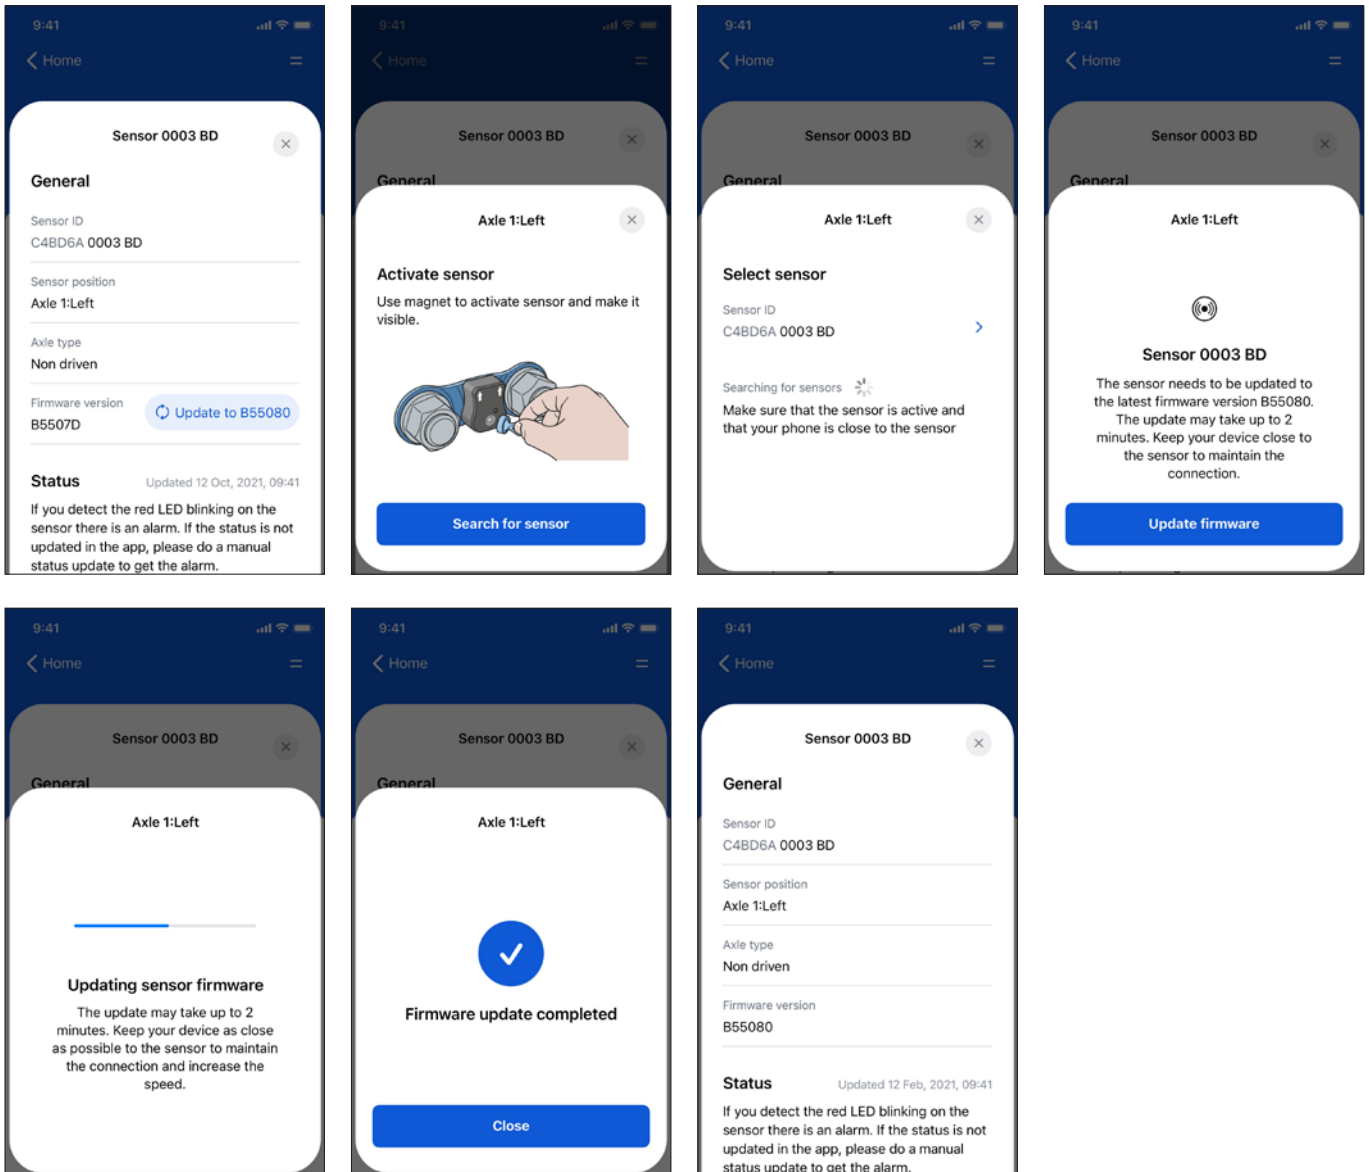 9:41
Home
Sensor 0003 BD
General
Sensor ID
C4BD6A 0003 BD
Sensor position
Axle 1:Left
Axle type
Non driven
Firmware version
B5507D
Update to B55080
Status
Updated 12 Oct, 2021, 09:41
If you detect the red LED blinking on the
sensor there is an alarm. If the status is not
updated in the app, please do a manual
status update to get the alarm.
9:41
Home
Sensor 0003 BD
General
Axle 1:Left
Activate sensor
Use magnet to activate sensor and make it
visible.
Search for sensor
9:41
Home
Sensor 0003 BD
General
Axle 1:Left
Select sensor
Sensor ID
C4BD6A 0003 BD
Searching for sensors
Make sure that the sensor is active and
that your phone is close to the sensor
9:41
Home
Sensor 0003 BD
General
Axle 1:Left
Sensor 0003 BD
The sensor needs to be updated to
the latest firmware version B55080.
The update may take up to 2
minutes. Keep your device close to
the sensor to maintain the
connection.
Update firmware
9:41
Home
Sensor 0003 BD
General
Axle 1:Left
Updating sensor firmware
The update may take up to 2
minutes. Keep your device as close
as possible to the sensor to maintain
the connection and increase the
speed.
9:41
Home
Sensor 0003 BD
General
Axle 1:Left
Firmware update completed
Close
9:41
Home
Sensor 0003 BD
General
Sensor ID
C4BD6A 0003 BD
Sensor position
Axle 1:Left
Axle type
Non driven
Firmware version
B55080
Status
Updated 12 Feb, 2021, 09:41
If you detect the red LED blinking on the
sensor there is an alarm. If the status is not
updated in the app, please do a manual
status update to get the alarm.